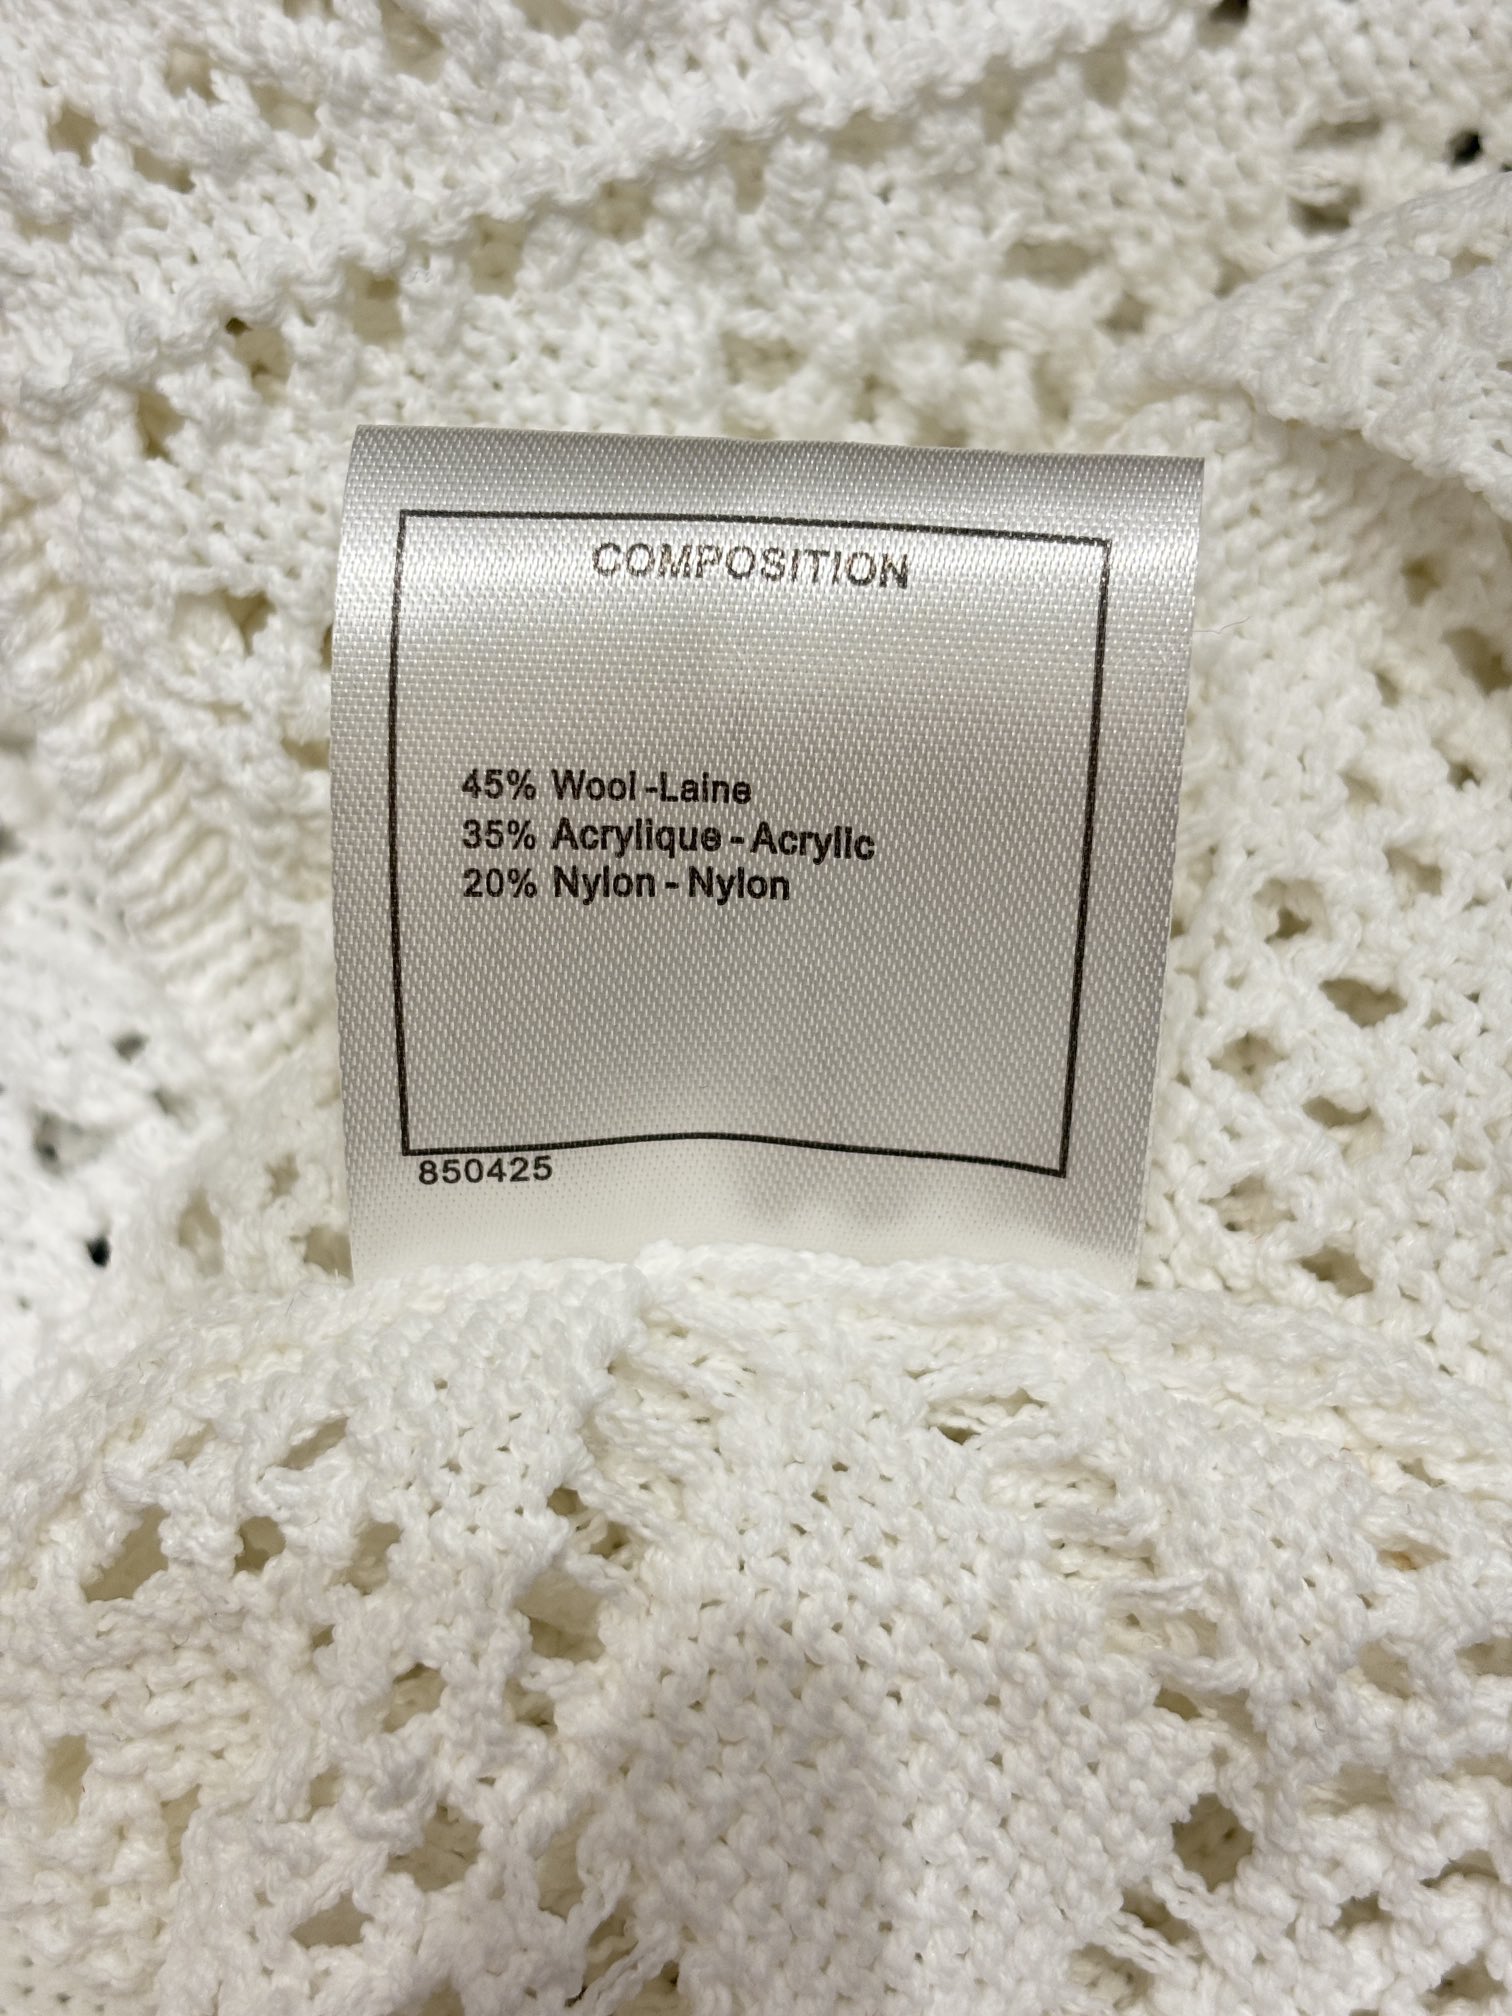 COMPOSITION
45% Wool -Laine
35% Acrylique - Acrylic
20% Nylon - Nylon
850425